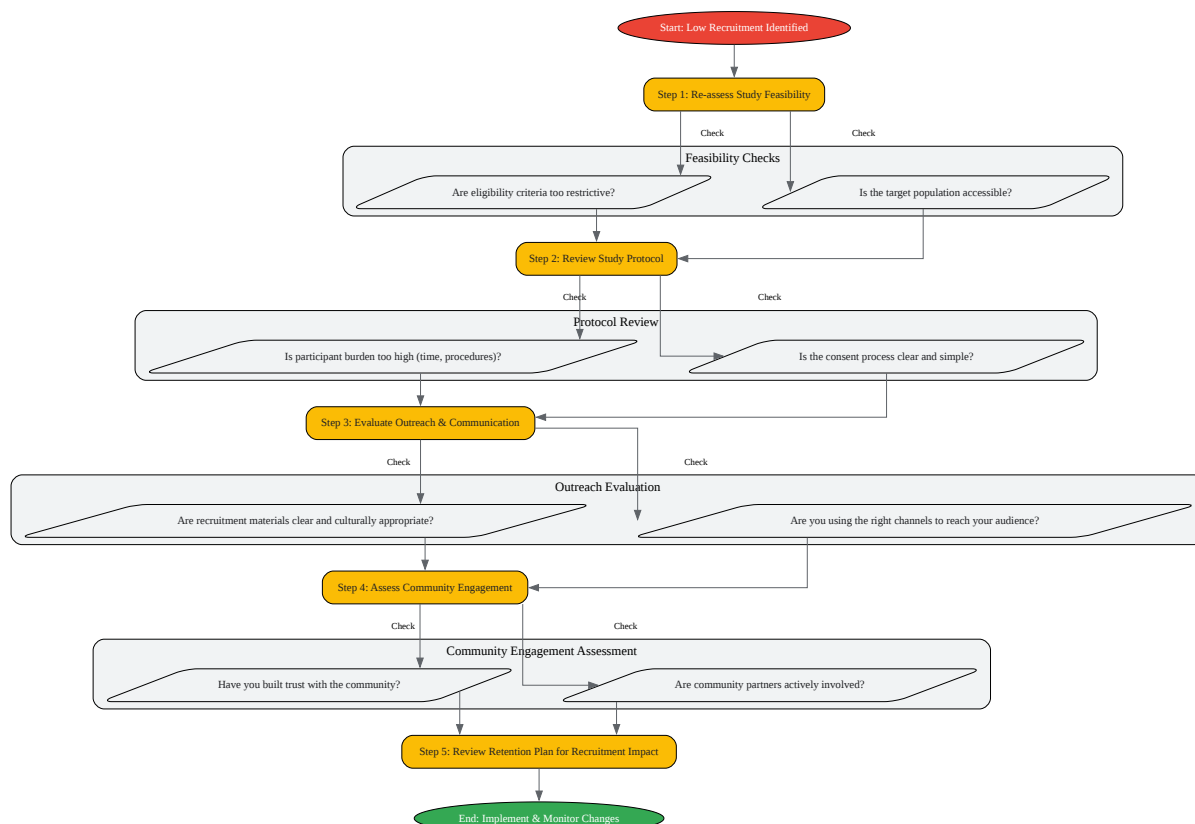 Start: Low Recruitment Identified
Step 1: Re-assess Study Feasibility
Check
Check
Feasibility Checks
Are eligibility criteria too restrictive?
Is the target population accessible?
Step 2: Review Study Protocol
Check
Check
Protocol Review
Is participant burden too high (time, procedures)?
Is the consent process clear and simple?
Step 3: Evaluate Outreach & Communication
Check
Check
Outreach Evaluation
Are recruitment materials clear and culturally appropriate?
Are you using the right channels to reach your audience?
Step 4: Assess Community Engagement
Check
Check
Community Engagement Assessment
Have you built trust with the community?
Are community partners actively involved?
Step 5: Review Retention Plan for Recruitment Impact
End: Implement & Monitor Changes